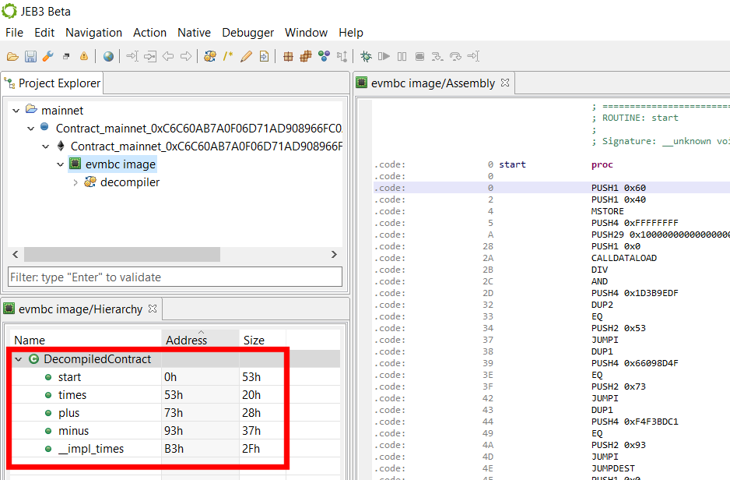 JEB3 Beta
File Edit Navigation Action Native Debugger Window Help
Project Explorer
mainnet
Contract_mainnet_0xC6C60AB7A0F06D71AD908966FC0
Contract_mainnet_0xC6C60AB7A0F06D71AD908966F
evmbc image
decompiler
Filter: type "Enter" to validate
evmbc image/Hierarchy
Name Address Size
DecompiledContract
start 0h 53h
times 53h 20h
plus 73h 28h
minus 93h 37h
__impl_times B3h 2Fh
evmbc image/Assembly
; =========================
; ROUTINE: start
;
; Signature: __unknown voi
.code: 0 start proc
.code: 0
.code: 0 PUSH1 0x60
.code: 2 PUSH1 0x40
.code: 4 MSTORE
.code: 5 PUSH4 0xFFFFFFFF
.code: A PUSH29 0x1000000000000000
.code: 28 PUSH1 0x0
.code: 2A CALLDATALOAD
.code: 2B DIV
.code: 2C AND
.code: 2D PUSH4 0x1D3B9EDF
.code: 32 DUP2
.code: 33 EQ
.code: 34 PUSH2 0x53
.code: 37 JUMPI
.code: 38 DUP1
.code: 39 PUSH4 0x66098D4F
.code: 3E EQ
.code: 3F PUSH2 0x73
.code: 42 JUMPI
.code: 43 DUP1
.code: 44 PUSH4 0xF4F3BDC1
.code: 49 EQ
.code: 4A PUSH2 0x93
.code: 4D JUMPI
.code: 4E JUMPDEST